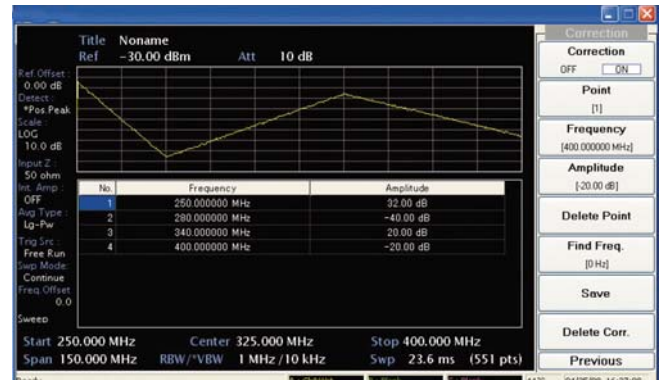 Title Noname
Ref -30.00 dBm Att 10 dB
Ref.Offset :
0.00 dB
Detect :
*Pos Peak
Scale :
LOG
10.0 dB
Input Z :
50 ohm
Int. Amp :
OFF
Avg Type :
Lg-Pw
Trig Src :
Free Run
Swp Mode:
Continue
Freq.Offset
0.0
Sweep
No. Frequency Amplitude
1 250.000000 MHz 32.00 dB
2 280.000000 MHz -40.00 dB
3 340.000000 MHz 20.00 dB
4 400.000000 MHz -20.00 dB
Start 250.000 MHz Center 325.000 MHz Stop 400.000 MHz
Span 150.000 MHz RBW/*VBW 1 MHz / 10 kHz Swp 23.6 ms (551 pts)
Correction
Correction
OFF ON
Point
[1]
Frequency
[400.000000 MHz]
Amplitude
[-20.00 dB]
Delete Point
Find Freq.
[0 Hz]
Save
Delete Corr.
Previous